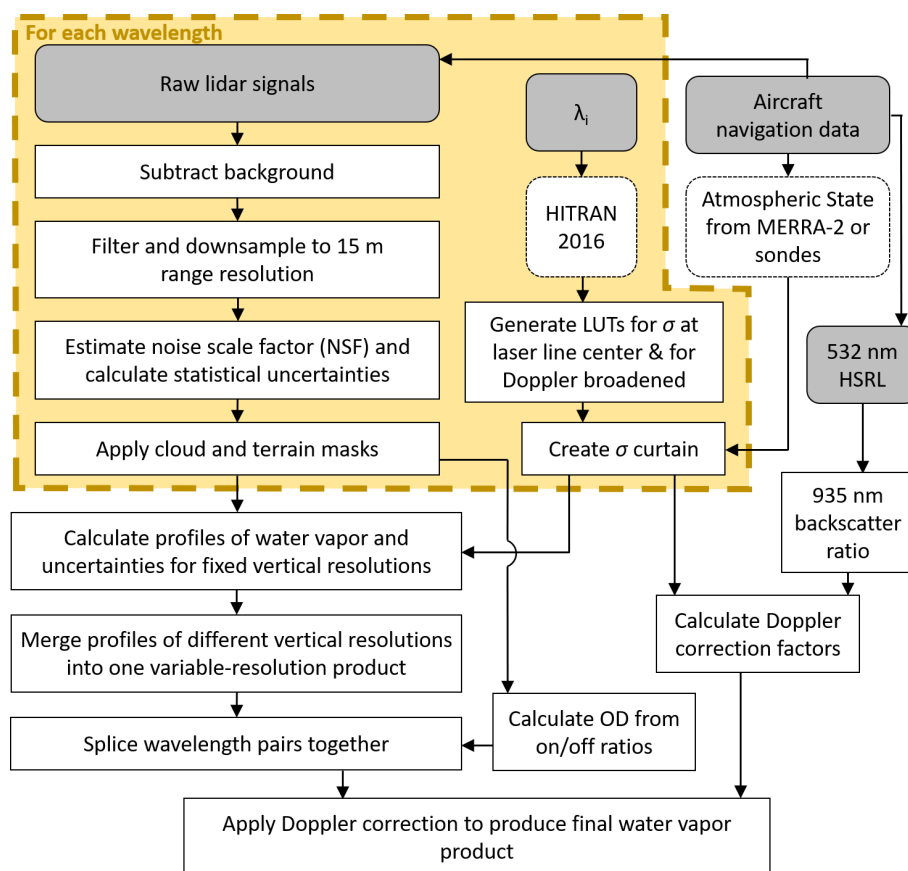 For each wavelength
Raw lidar signals
λi
Aircraft
navigation data
Subtract background
HITRAN
2016
Atmospheric State
from MERRA-2 or
sondes
Filter and downsample to 15 m
range resolution
Estimate noise scale factor (NSF) and
calculate statistical uncertainties
Generate LUTs for σ at
laser line center & for
Doppler broadened
532 nm
HSRL
Apply cloud and terrain masks
Create σ curtain
935 nm
backscatter
ratio
Calculate profiles of water vapor and
uncertainties for fixed vertical resolutions
Calculate Doppler
correction factors
Merge profiles of different vertical resolutions
into one variable-resolution product
Calculate OD from
on/off ratios
Splice wavelength pairs together
Apply Doppler correction to produce final water vapor
product